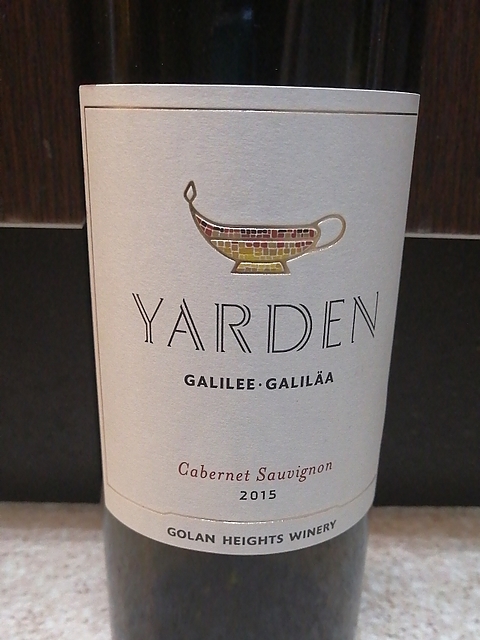 YARDEN
GALILEE·GALILÄA
Cabernet Sauvignon
2015
GOLAN HEIGHTS WINERY